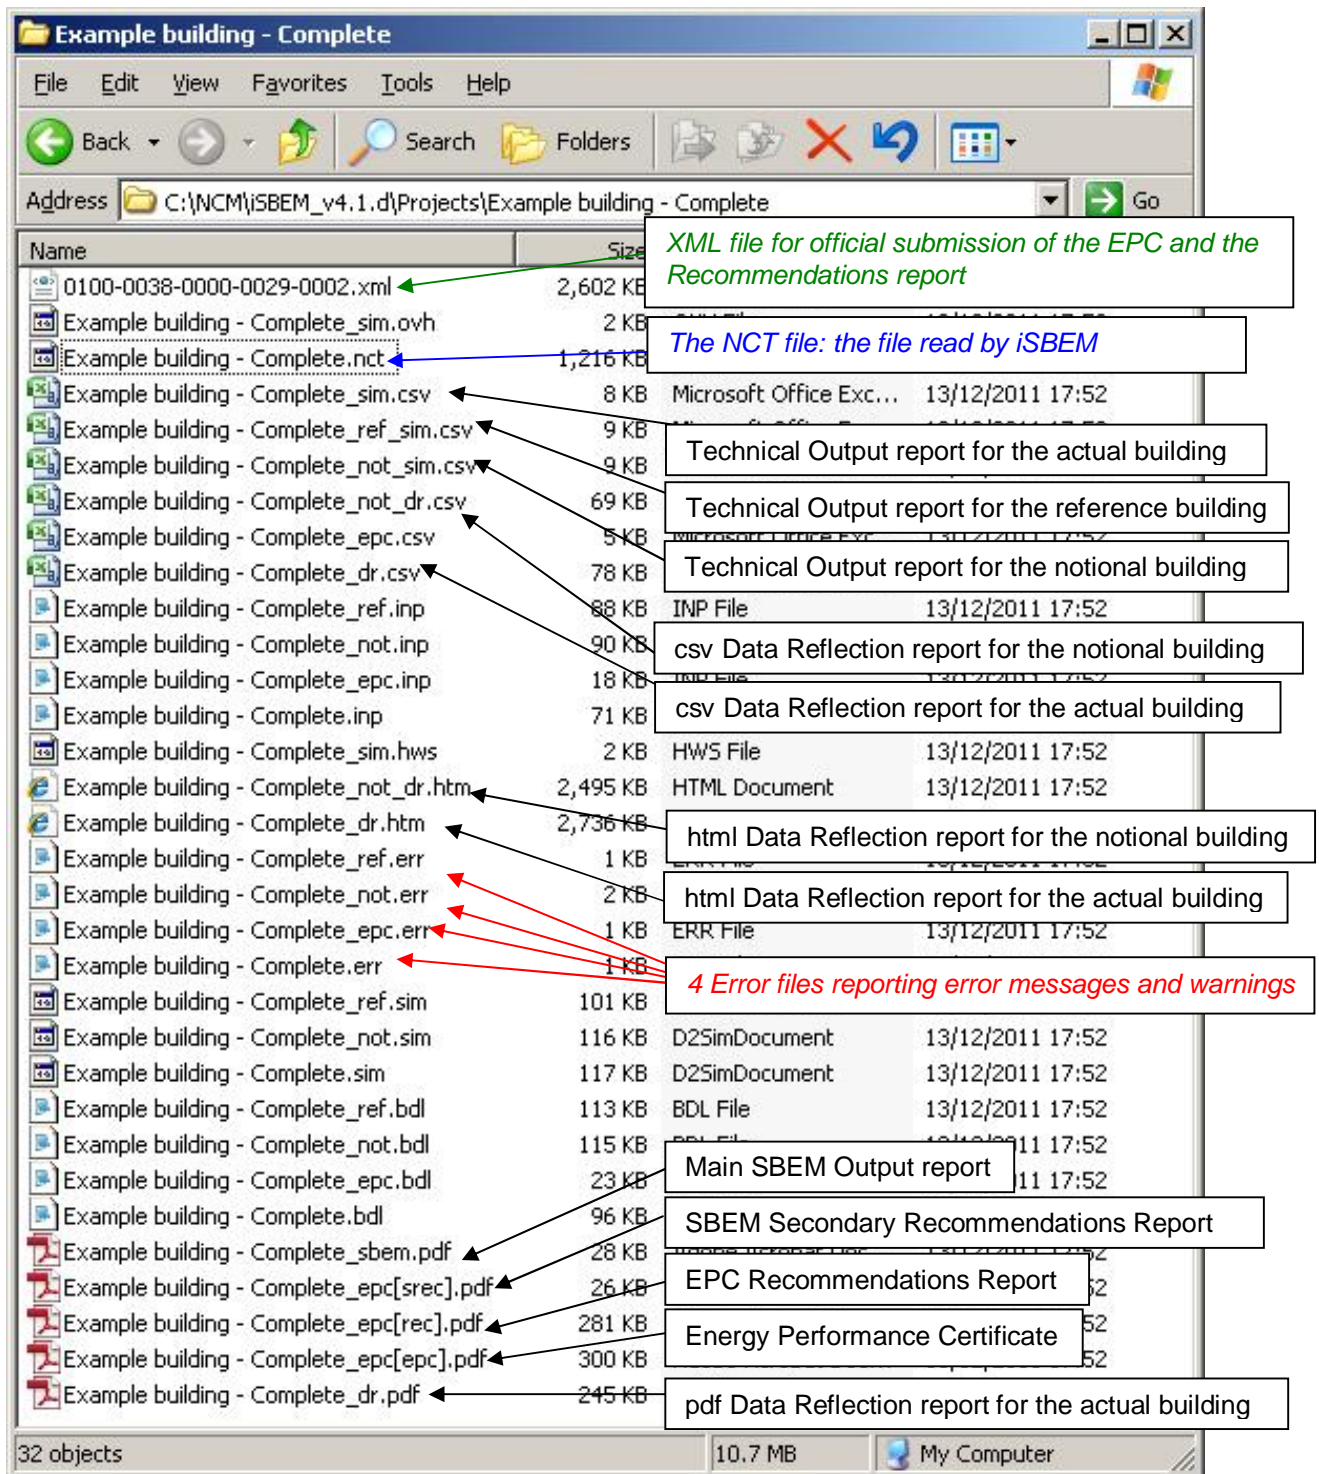 Example building - Complete
File Edit View Favorites Tools Help
Back Search Folders
Address C:\NCM\iSBEM_v4.1.d\Projects\Example building - Complete Go
Name Size
XML file for official submission of the EPC and the
Recommendations report
0100-0038-0000-0029-0002.xml 2,602 KB
Example building - Complete_sim.ovh 2 KB
The NCT file: the file read by iSBEM
Example building - Complete.nct 1,216 KB
Example building - Complete_sim.csv 8 KB Microsoft Office Exc... 13/12/2011 17:52
Example building - Complete_ref_sim.csv 9 KB
Technical Output report for the actual building
Example building - Complete_not_sim.csv 9 KB
Example building - Complete_not_dr.csv 69 KB
Technical Output report for the reference building
Example building - Complete_epc.csv 5 KB
Example building - Complete_dr.csv 78 KB
Technical Output report for the notional building
Example building - Complete_ref.inp 88 KB INP File 13/12/2011 17:52
Example building - Complete_not.inp 90 KB
csv Data Reflection report for the notional building
Example building - Complete_epc.inp 18 KB INP File 13/12/2011 17:52
Example building - Complete.inp 71 KB
csv Data Reflection report for the actual building
Example building - Complete_sim.hws 2 KB HWS File 13/12/2011 17:52
Example building - Complete_not_dr.htm 2,495 KB HTML Document 13/12/2011 17:52
Example building - Complete_dr.htm 2,736 KB
html Data Reflection report for the notional building
Example building - Complete_ref.err 1 KB
Example building - Complete_not.err 2 KB
html Data Reflection report for the actual building
Example building - Complete_epc.err 1 KB ERR File 13/12/2011 17:52
Example building - Complete.err 1 KB
4 Error files reporting error messages and warnings
Example building - Complete_ref.sim 101 KB
Example building - Complete_not.sim 116 KB D2SimDocument 13/12/2011 17:52
Example building - Complete.sim 117 KB D2SimDocument 13/12/2011 17:52
Example building - Complete_ref.bdl 113 KB BDL File 13/12/2011 17:52
Example building - Complete_not.bdl 115 KB
Main SBEM Output report
Example building - Complete_epc.bdl 23 KB 11 17:52
Example building - Complete.bdl 96 KB
SBEM Secondary Recommendations Report
Example building - Complete_sbem.pdf 28 KB
Example building - Complete_epc[srec].pdf 26 KB
EPC Recommendations Report
Example building - Complete_epc[rec].pdf 281 KB 52
Energy Performance Certificate
Example building - Complete_epc[epc].pdf 300 KB 52
Example building - Complete_dr.pdf 245 KB
pdf Data Reflection report for the actual building
32 objects 10.7 MB My Computer